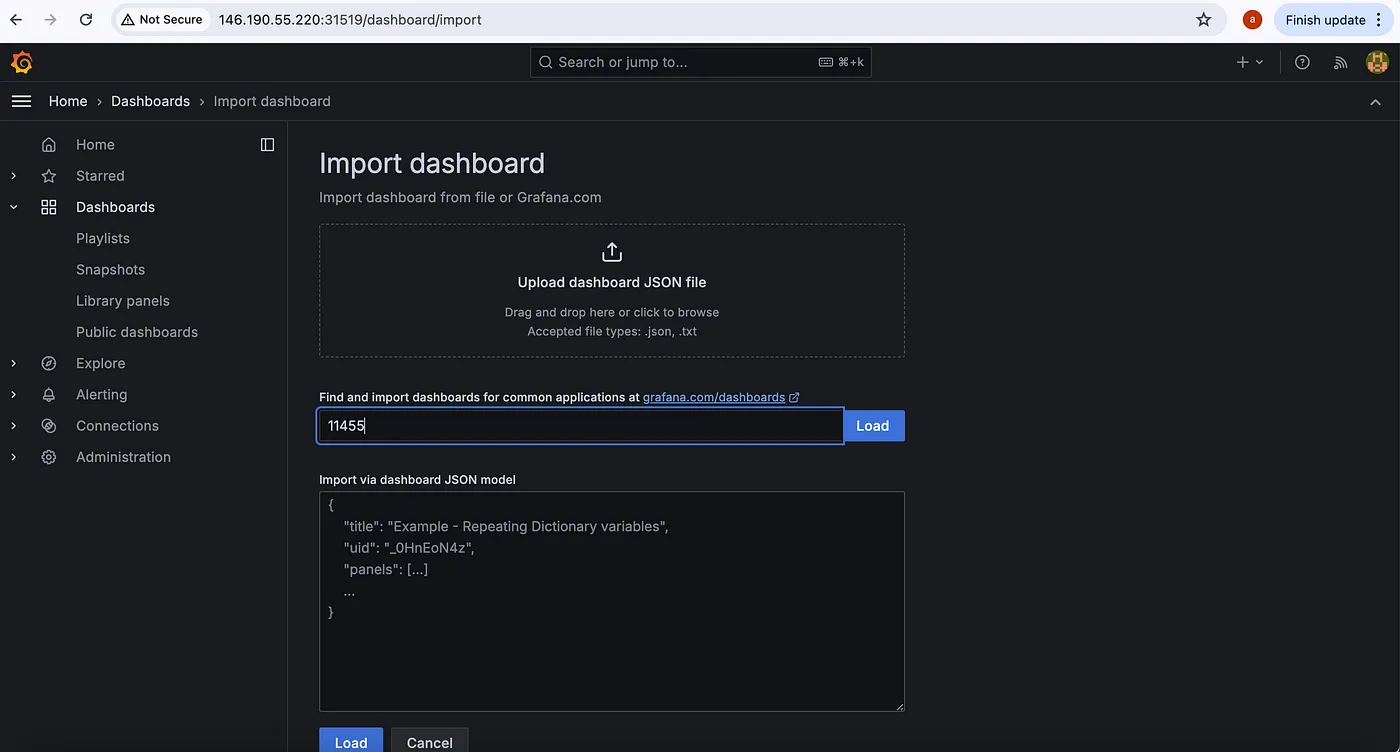 Not Secure 146.190.55.220:31519/dashboard/import a Finish update
Search or jump to... ⌘+k
Home › Dashboards › Import dashboard
Home
Starred
Dashboards
Playlists
Snapshots
Library panels
Public dashboards
Explore
Alerting
Connections
Administration
Import dashboard
Import dashboard from file or Grafana.com
Upload dashboard JSON file
Drag and drop here or click to browse
Accepted file types: .json, .txt
Find and import dashboards for common applications at grafana.com/dashboards
11455 Load
Import via dashboard JSON model
{
"title": "Example - Repeating Dictionary variables",
"uid": "_0HnEoN4z",
"panels": [...]
...
}
Load Cancel